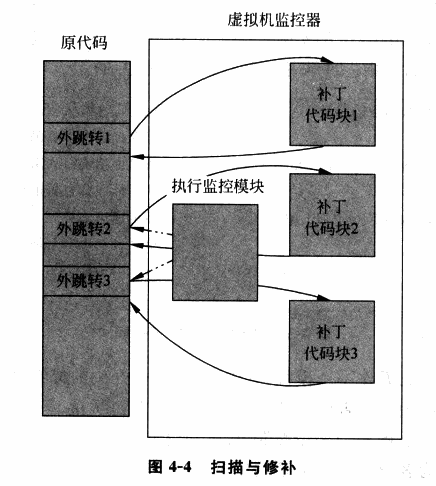 虚拟机监控器
原代码
补丁
代码块1
外跳转1
执行监控模块
补丁
代码块2
外跳转2
外跳转3
补丁
代码块3
图 4-4 扫描与修补